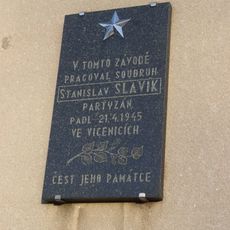 V TOMTO ZÁVODĚ
PRACOVAL SOUDRUH
STANISLAV SLAVÍK
PARTYZÁN
PADL 21.4.1945
VE VÍCENICÍCH
ČEST JEHO PAMÁTCE